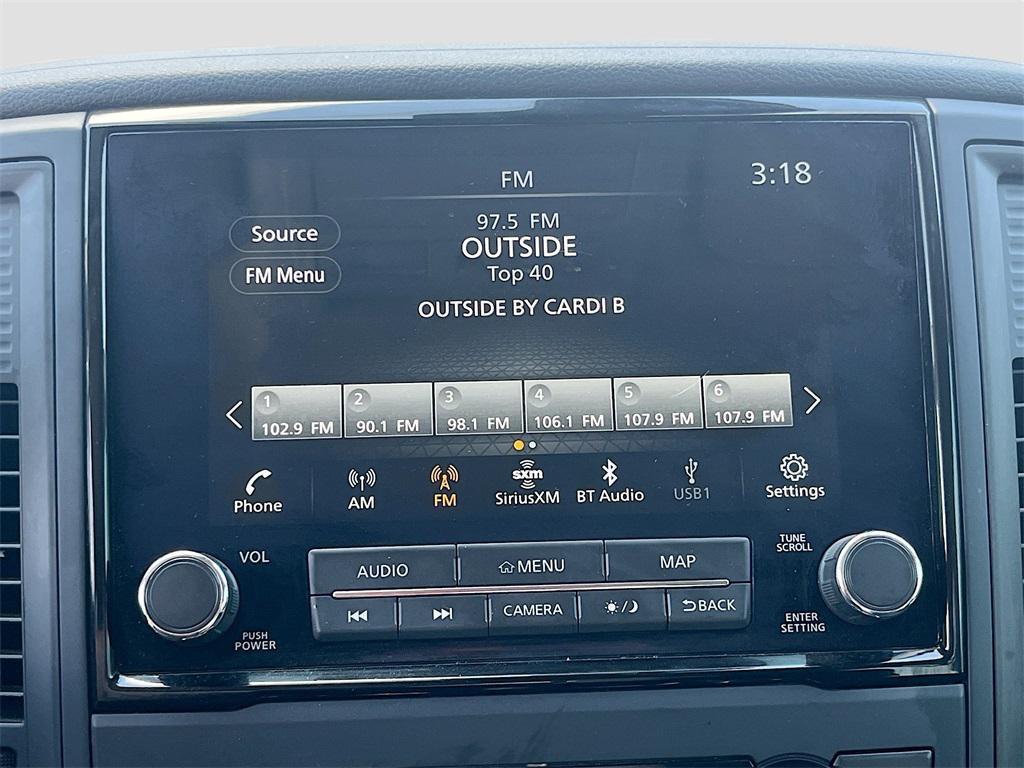 FM
3:18
Source
FM Menu
97.5 FM
OUTSIDE
Top 40
OUTSIDE BY CARDI B
1 2 3 4 5 6
102.9 FM 90.1 FM 98.1 FM 106.1 FM 107.9 FM 107.9 FM
Phone
AM
FM
sxm
SiriusXM
BT Audio
USB1
Settings
VOL
PUSH
POWER
AUDIO
MENU
MAP
CAMERA
BACK
TUNE
SCROLL
ENTER
SETTING